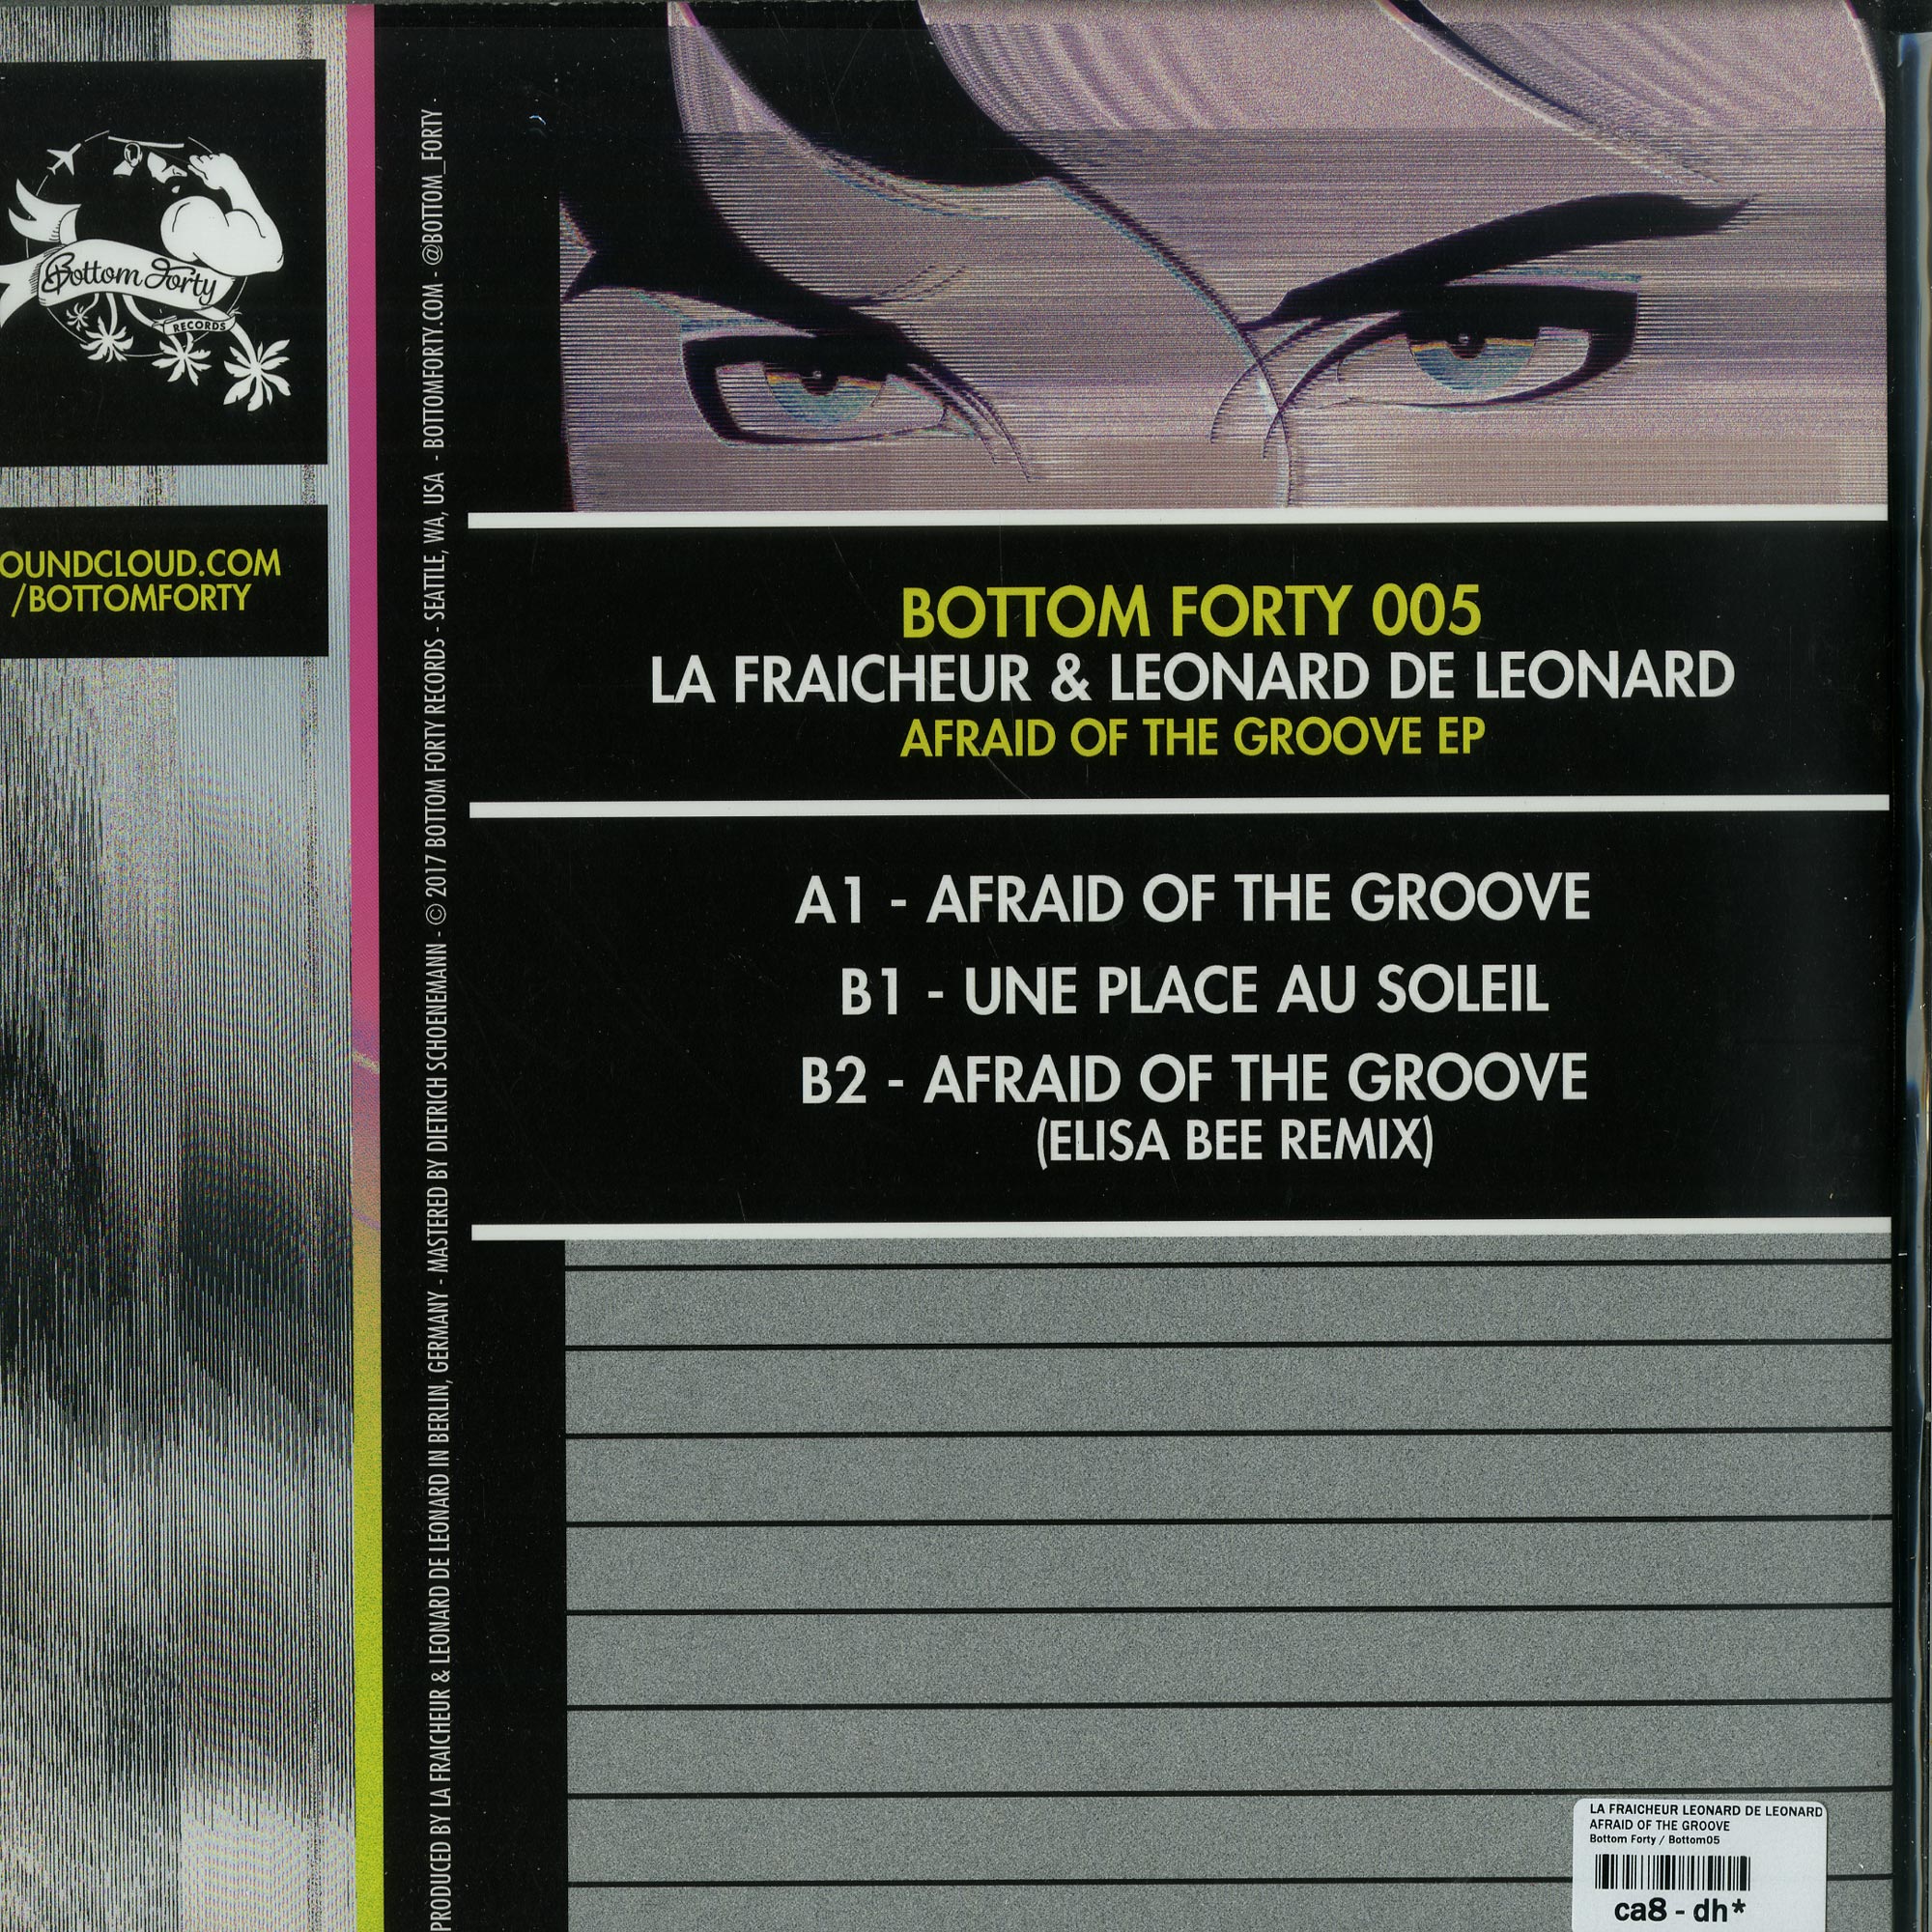 Bottom Forty
RECORDS
OUNDCLOUD.COM
/BOTTOMFORTY
PRODUCED BY LA FRAICHEUR & LEONARD DE LEONARD IN BERLIN, GERMANY - MASTERED BY DIETRICH SCHOENEMANN - © 2017 BOTTOM FORTY RECORDS - SEATTLE, WA, USA - BOTTOMFORTY.COM - @BOTTOM_FORTY -
BOTTOM FORTY 005
LA FRAICHEUR & LEONARD DE LEONARD
AFRAID OF THE GROOVE EP
A1 - AFRAID OF THE GROOVE
B1 - UNE PLACE AU SOLEIL
B2 - AFRAID OF THE GROOVE
(ELISA BEE REMIX)
LA FRAICHEUR LEONARD DE LEONARD
AFRAID OF THE GROOVE
Bottom Forty / Bottom05
ca8 - dh*